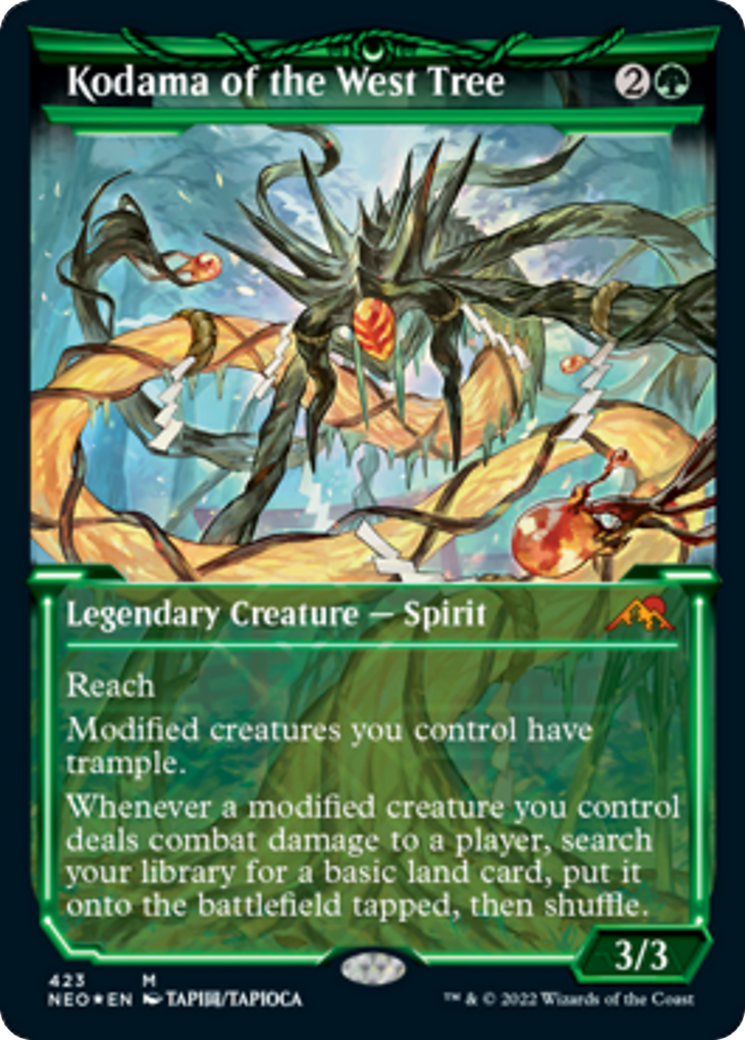 Kodama of the West Tree 2
Legendary Creature — Spirit
Reach
Modified creatures you control have
trample.
Whenever a modified creature you control
deals combat damage to a player, search
your library for a basic land card, put it
onto the battlefield tapped, then shuffle.
3/3
423 M
NEO★EN TAPIOCA
™ & © 2022 Wizards of the Coast